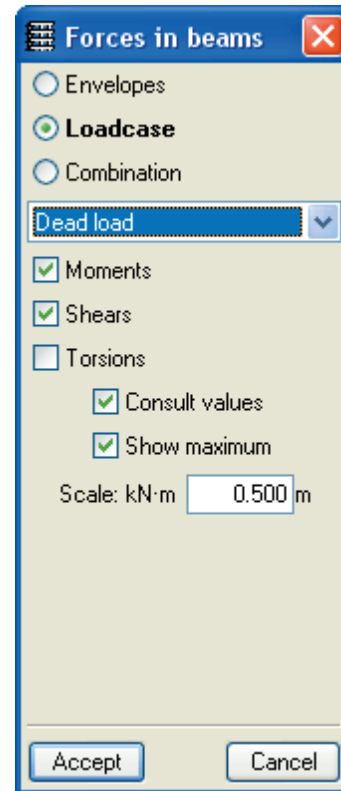 Forces in beams
Envelopes
Loadcase
Combination
Dead load
Moments
Shears
Torsions
Consult values
Show maximum
Scale: kN·m 0.500 m
Accept Cancel